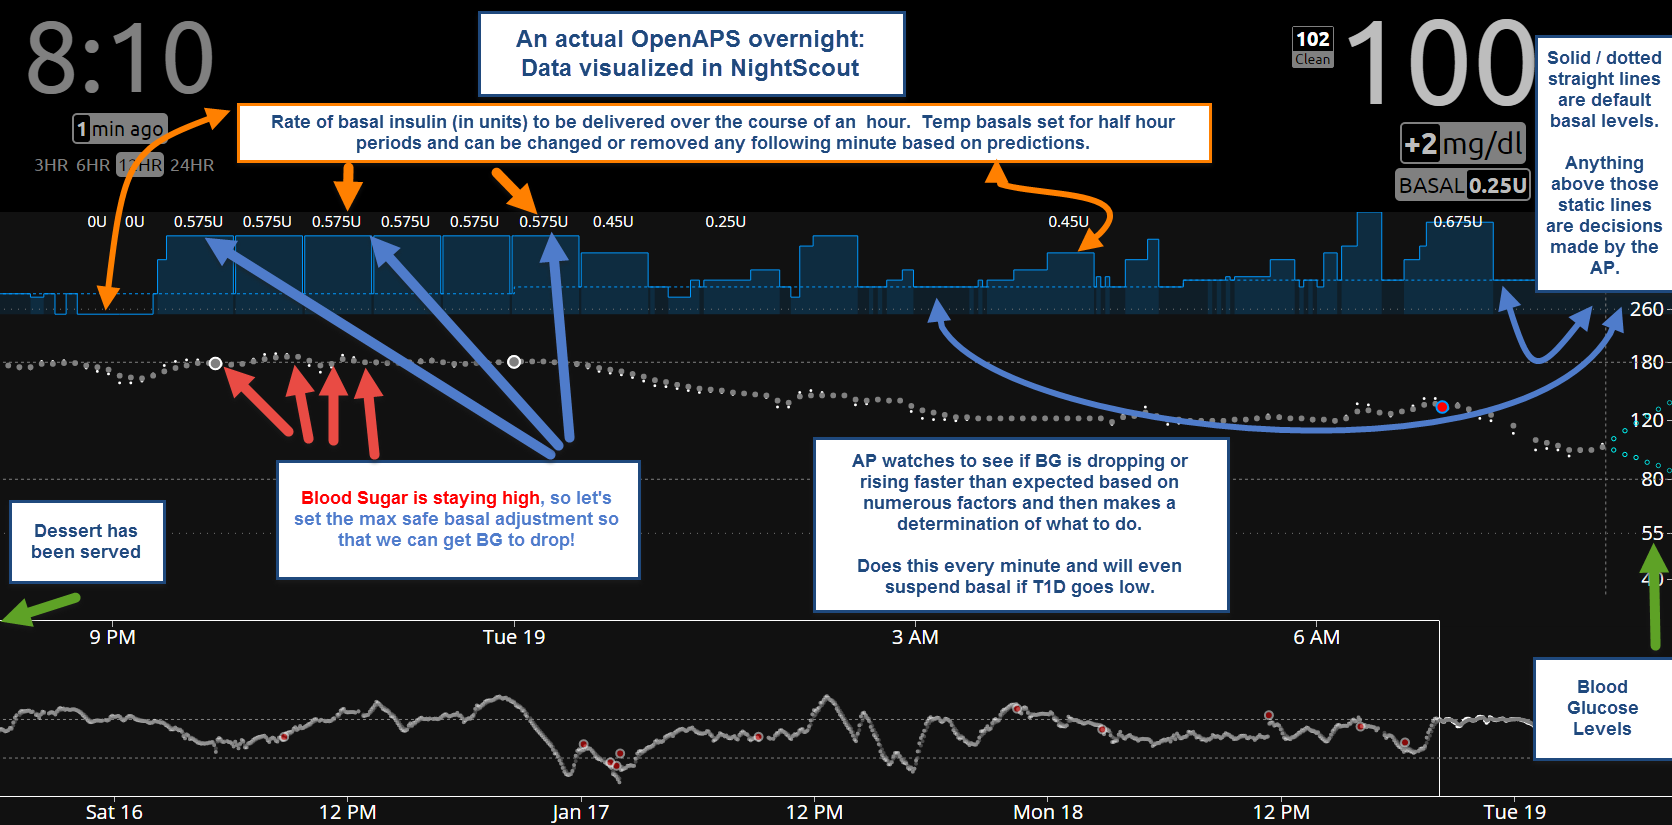 8:10
1 min ago
3HR 6HR 12HR 24HR
An actual OpenAPS overnight:
Data visualized in NightScout
102
Clean
100
+2 mg/dl
BASAL 0.25U
Solid / dotted
straight lines
are default
basal levels.
Anything
above those
static lines
are decisions
made by the
AP.
Rate of basal insulin (in units) to be delivered over the course of an hour. Temp basals set for half hour
periods and can be changed or removed any following minute based on predictions.
0U 0U 0.575U 0.575U 0.575U 0.575U 0.575U 0.575U 0.45U 0.25U 0.45U 0.675U
260
180
120
80
55
40
AP watches to see if BG is dropping or
rising faster than expected based on
numerous factors and then makes a
determination of what to do.
Does this every minute and will even
suspend basal if T1D goes low.
Blood Sugar is staying high, so let's
set the max safe basal adjustment so
that we can get BG to drop!
Dessert has
been served
9 PM Tue 19 3 AM 6 AM
Blood
Glucose
Levels
Sat 16 12 PM Jan 17 12 PM Mon 18 12 PM Tue 19